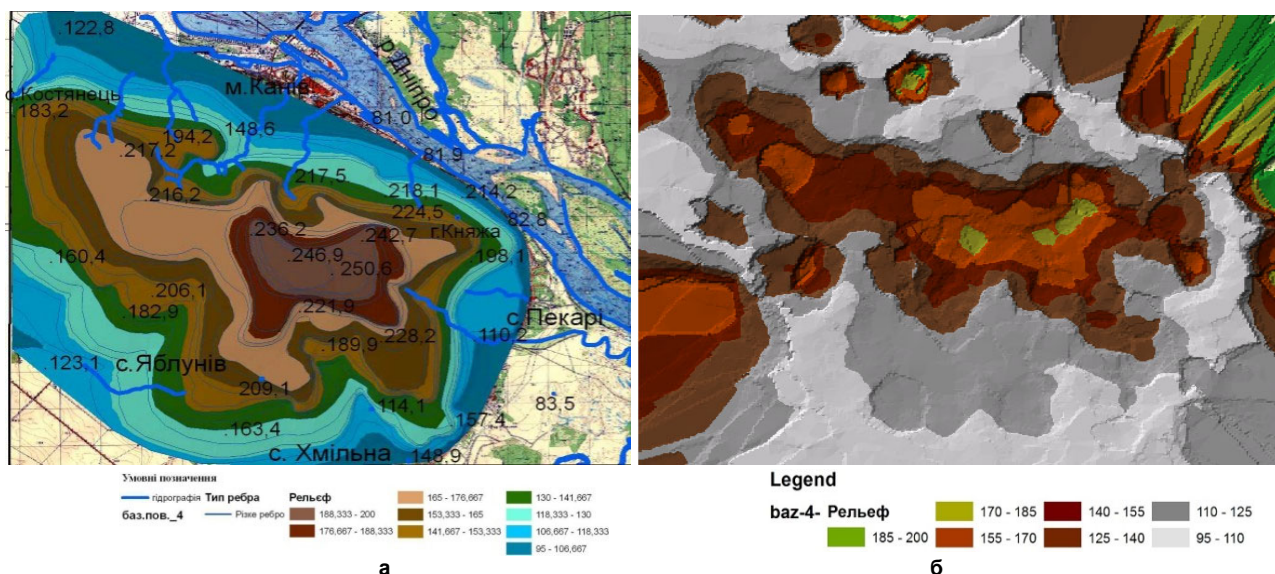 .122,8
с.Костянець
.183,2
м.Канів
р.Дніпро
.194,2
.148,6
81.0
.217,2
81,9
.216,2
.217,5
.218,1
214,2
.224,5
82.8
.236,2
.242,7
г.Княжа
.198,1
.160,4
.246,9
.250,6
.206,1
.221,9
с.Пекарі
.182,9
.228,2
110,2
.123,1
с.Яблунів
.189,9
.209,1
.114,1
83,5
.163,4
.157,4
с. Хмільна
.148,9
Умовні позначення
гідрографія
Тип ребра
Рельєф
баз.пов._4
Різке ребро
188,333 - 200
176,667 - 188,333
165 - 176,667
153,333 - 165
141,667 - 153,333
130 - 141,667
118,333 - 130
106,667 - 118,333
95 - 106,667
а
Legend
baz-4-
Рельеф
185 - 200
170 - 185
155 - 170
140 - 155
125 - 140
110 - 125
95 - 110
б